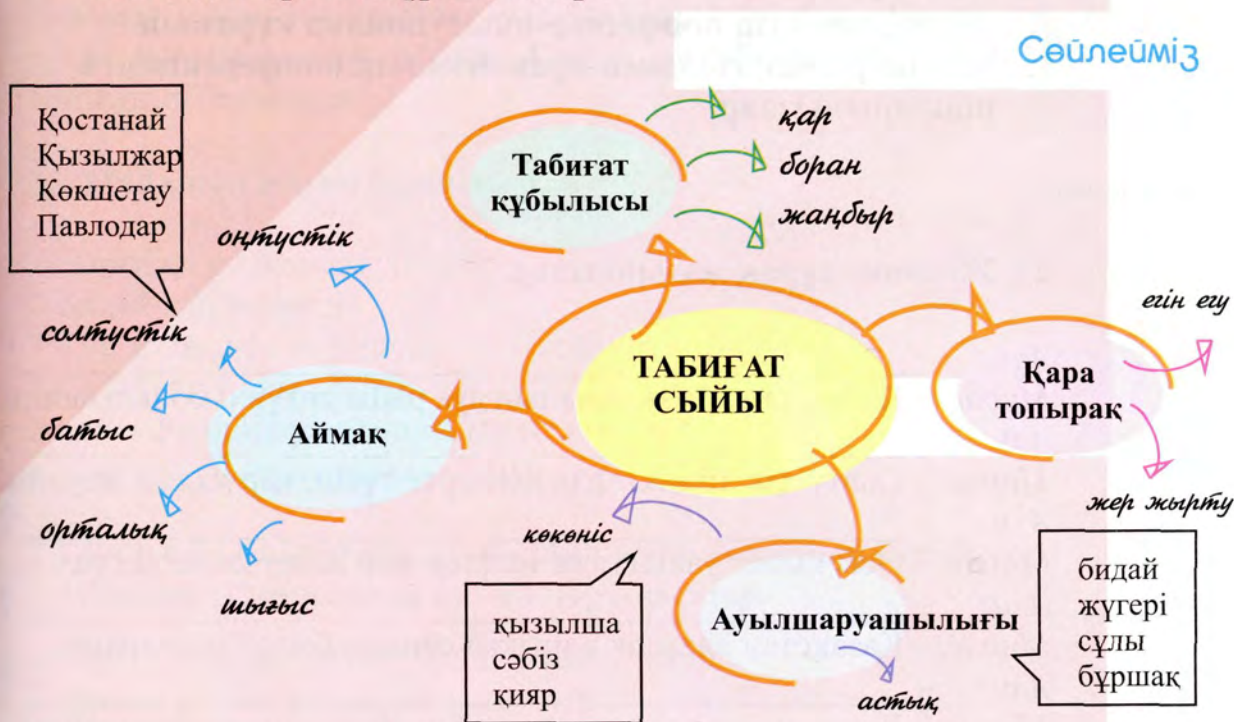 Сөйлейміз
Қостанай
Қызылжар
Көкшетау
Павлодар
Табиғат
құбылысы
қар
боран
жаңбыр
оңтүстік
солтүстік
батыс
орталық
шығыс
Аймақ
ТАБИҒАТ
СЫЙЫ
Қара
топырақ
егін егу
жер жырту
көкөніс
қызылша
сәбіз
қияр
Ауылшаруашылығы
астық
бидай
жүгері
сұлы
бұршақ